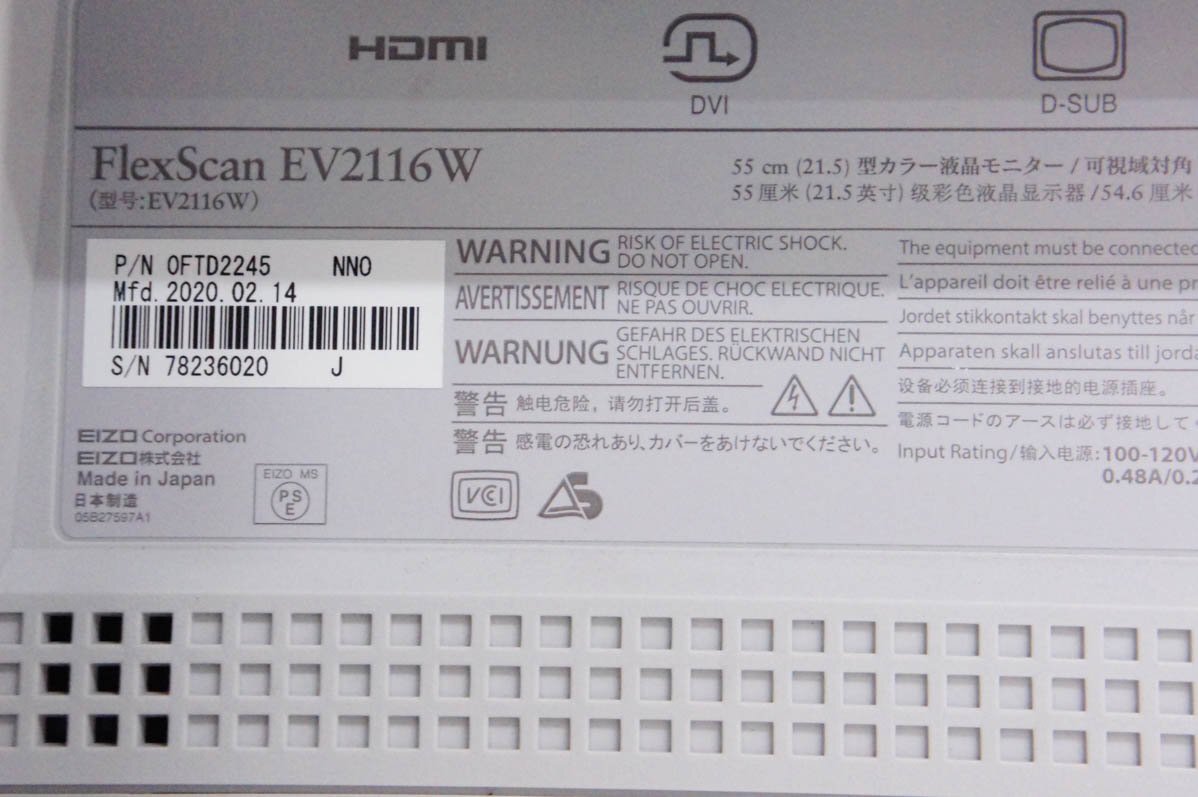 HDMI
DVI
D-SUB
FlexScan EV2116W
(型号:EV2116W)
55 cm (21.5) 型カラー液晶モニター / 可視域対角
55 厘米 (21.5 英寸) 级彩色液晶显示器 /54.6 厘米
P/N 0FTD2245 NN0
Mfd. 2020. 02. 14
S/N 78236020 J
EIZO Corporation
EIZO株式会社
Made in Japan
日本制造
05B27597A1
EIZO MS
PS
E
WARNING RISK OF ELECTRIC SHOCK.
DO NOT OPEN.
AVERTISSEMENT RISQUE DE CHOC ELECTRIQUE.
NE PAS OUVRIR.
WARNUNG GEFAHR DES ELEKTRISCHEN
SCHLAGES. RÜCKWAND NICHT
ENTFERNEN.
警告 触电危险，请勿打开后盖。
警告 感電の恐れあり、カバーをあけないでください。
VCCI
The equipment must be connected
L'appareil doit être relié à une pr
Jordet stikkontakt skal benyttes når
Apparaten skall anslutas till jorda
设备必须连接到接地的电源插座。
電源コードのアースは必ず接地して
Input Rating/输入电源: 100-120V
0.48A/0.2